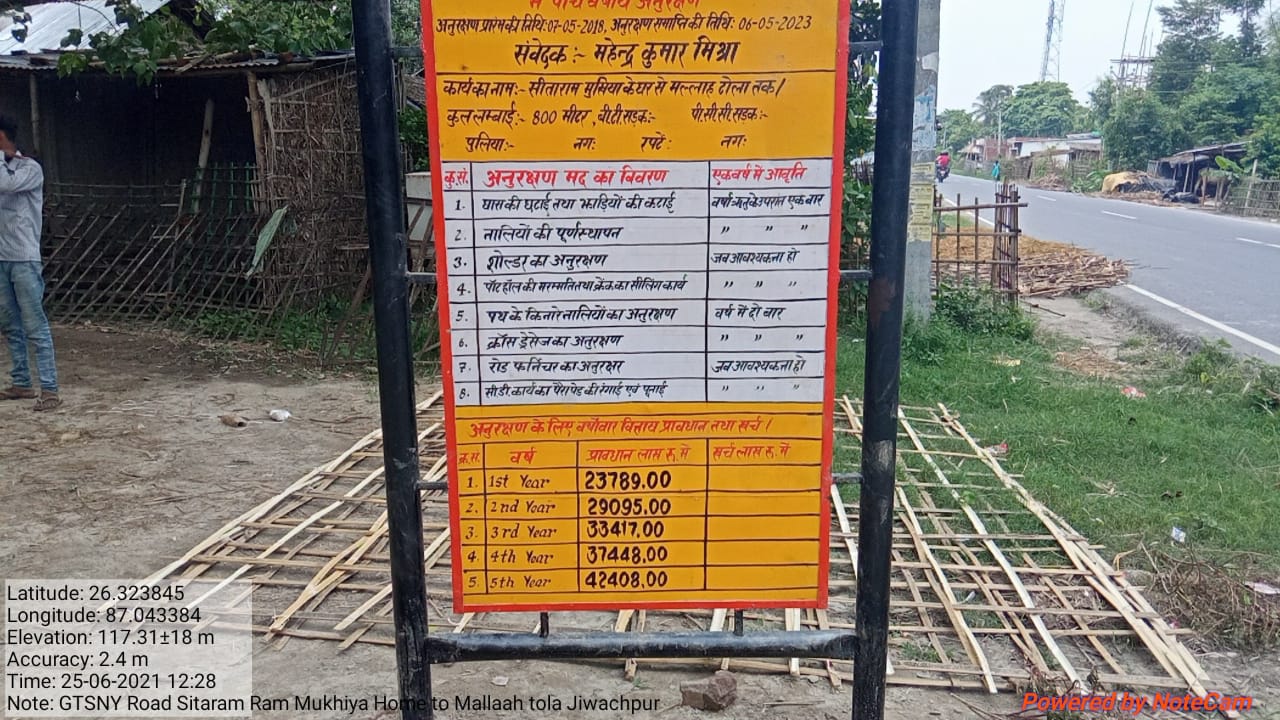 में पंचवर्षीय अनुरक्षण
अनुरक्षण प्रारंभ की तिथि: 07-05-2018, अनुरक्षण समाप्ति की तिथि: 06-05-2023
संवेदक :- महेन्द्र कुमार मिश्रा
कार्य का नाम:- सीताराम मुखिया के घर से मल्लाह टोला तक।
कुल लम्बाई:- 800 मीटर, वी.टी.सड़क:- पी.सी.सी.सड़क:-
पुलिया:- नग: रपटें: नग:
क्र.सं. अनुरक्षण मद का विवरण एक वर्ष में आवृति
1. घास की छटाई तथा झाड़ियों की कटाई वर्षा ऋतु के उपरान्त एक बार
2. नालियों की पूर्णस्थापन " " "
3. शोल्डर का अनुरक्षण जब आवश्यकता हो
4. पॉट हॉल की मरम्मति तथा क्रैक का सीलिंग कार्य " " "
5. पथ के किनारे नालियों का अनुरक्षण वर्ष में दो बार
6. क्रॉस ड्रेनेज का अनुरक्षण " " "
7. रोड फर्निचर का अनुरक्षर जब आवश्यकता हो
8. सी.डी. कार्य का पैरापेड की रंगाई एवं पूताई " " "
अनुरक्षण के लिए वर्षोवार वित्तीय प्रावधान तथा खर्च।
क्र.स. वर्ष प्रावधान लाख रु. में खर्च लाख रु. में
1. 1st Year 23789.00
2. 2nd Year 29095.00
3. 3rd Year 33417.00
4. 4th Year 37448.00
5. 5th Year 42408.00
Latitude: 26.323845
Longitude: 87.043384
Elevation: 117.31±18 m
Accuracy: 2.4 m
Time: 25-06-2021 12:28
Note: GTSNY Road Sitaram Ram Mukhiya Home to Mallaah tola Jiwachpur
Powered by NoteCam